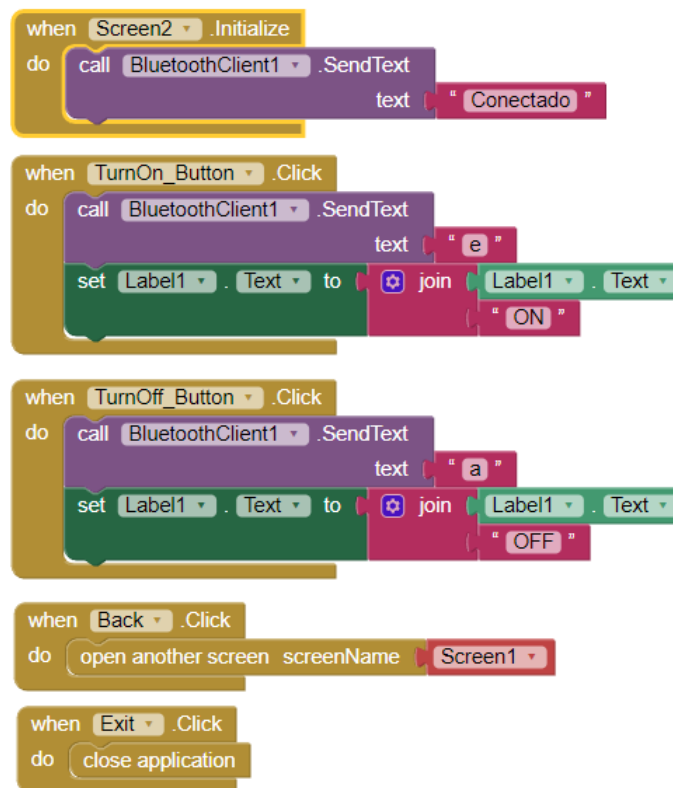 when Screen2 .Initialize
do call BluetoothClient1 .SendText
text " Conectado "
when TurnOn_Button .Click
do call BluetoothClient1 .SendText
text " e "
set Label1 . Text to join Label1 . Text
" ON "
when TurnOff_Button .Click
do call BluetoothClient1 .SendText
text " a "
set Label1 . Text to join Label1 . Text
" OFF "
when Back .Click
do open another screen screenName Screen1
when Exit .Click
do close application